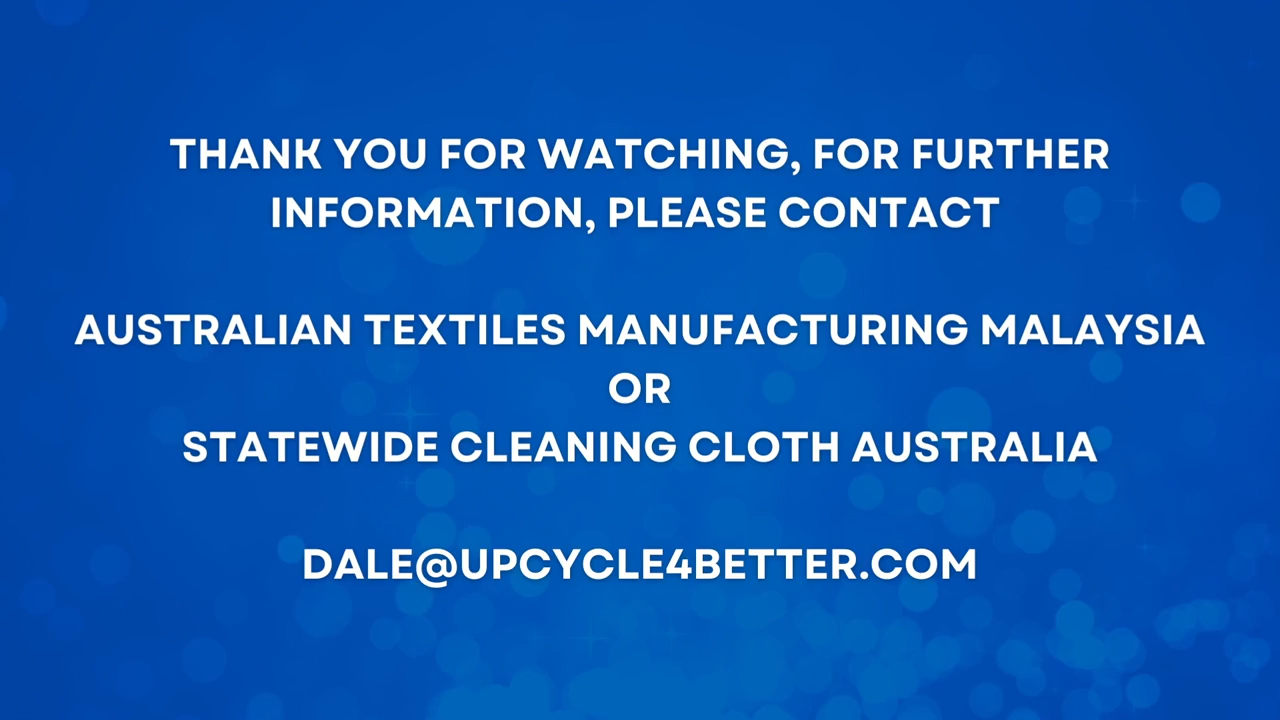 THANK YOU FOR WATCHING, FOR FURTHER
INFORMATION, PLEASE CONTACT
AUSTRALIAN TEXTILES MANUFACTURING MALAYSIA
OR
STATEWIDE CLEANING CLOTH AUSTRALIA
DALE@UPCYCLE4BETTER.COM